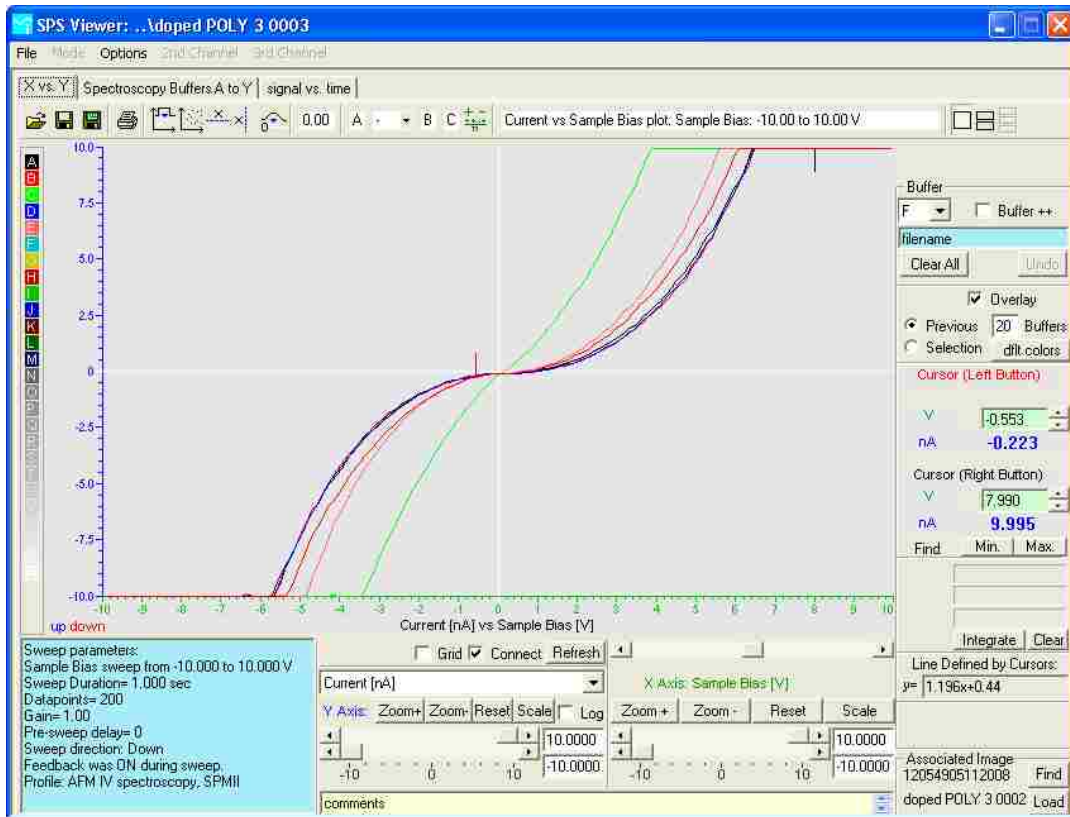 SPS Viewer: ..\doped POLY 3 0003
File Mode Options 2nd Channel 3rd Channel
X vs. Y Spectroscopy Buffers A to Y signal vs. time
0.00 A - B C Current vs Sample Bias plot. Sample Bias: -10.00 to 10.00 V
A
B
D
E
F
H
I
J
K
L
M
N
O
P
Q
R
S
T
10.0
7.5
5.0
2.5
0
-2.5
-5.0
-7.5
-10.0
-10 -9 -8 -7 -6 -5 -4 -3 -2 -1 0 1 2 3 4 5 6 7 8 9 10
up down Current [nA] vs Sample Bias [V]
Buffer
F Buffer ++
filename
Clear All Undo
Overlay
Previous 20 Buffers
Selection dflt.colors
Cursor (Left Button)
V -0.553
nA -0.223
Cursor (Right Button)
V 7.990
nA 9.995
Find Min. Max.
Integrate Clear
Line Defined by Cursors:
y= 1.196x+0.44
Associated Image
12054905112008 Find
doped POLY 3 0002 Load
Sweep parameters:
Sample Bias sweep from -10.000 to 10.000 V
Sweep Duration= 1.000 sec
Datapoints= 200
Gain= 1.00
Pre-sweep delay= 0
Sweep direction: Down
Feedback was ON during sweep.
Profile: AFM IV spectroscopy, SPMII
Grid Connect Refresh
Current [nA]
Y Axis: Zoom+ Zoom- Reset Scale Log
10.0000
-10.0000
-10 0 10
X Axis: Sample Bias [V]
Zoom + Zoom - Reset Scale
10.0000
-10.0000
-10 0 10
comments